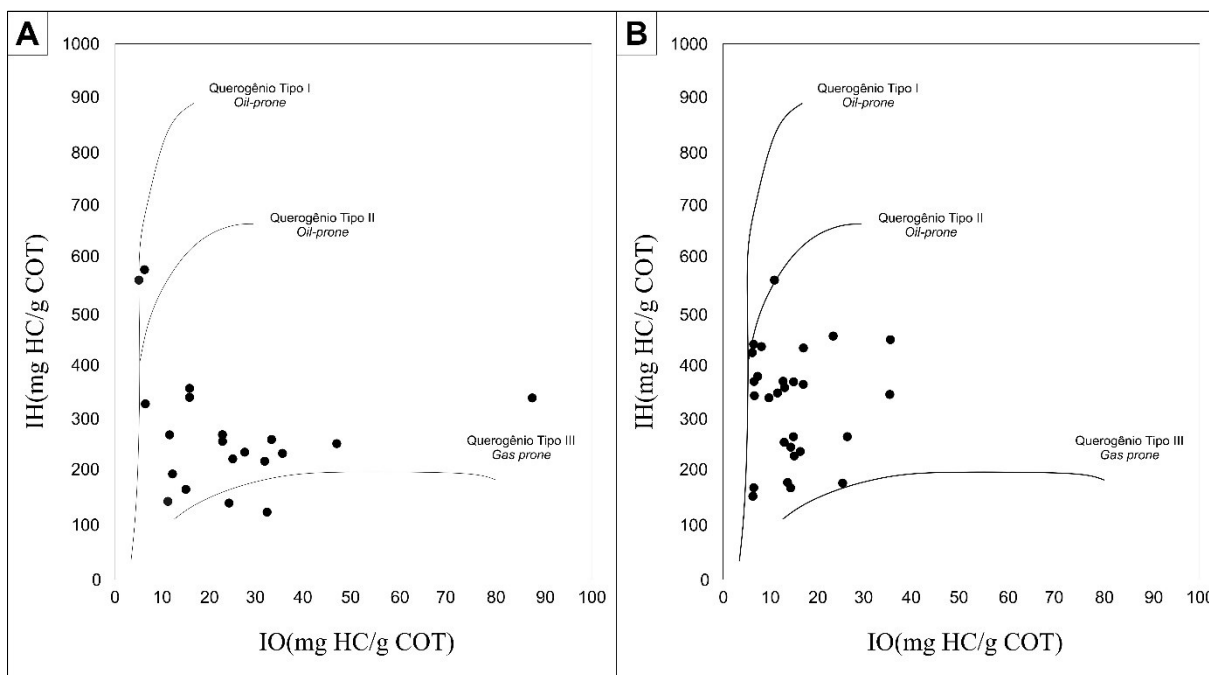 A
1000
900
800
700
600
500
400
300
200
100
0
0 10 20 30 40 50 60 70 80 90 100
IH(mg HC/g COT)
IO(mg HC/g COT)
Querogênio Tipo I
Oil-prone
Querogênio Tipo II
Oil-prone
Querogênio Tipo III
Gas prone
B
1000
900
800
700
600
500
400
300
200
100
0
0 10 20 30 40 50 60 70 80 90 100
IH(mg HC/g COT)
IO(mg HC/g COT)
Querogênio Tipo I
Oil-prone
Querogênio Tipo II
Oil-prone
Querogênio Tipo III
Gas prone